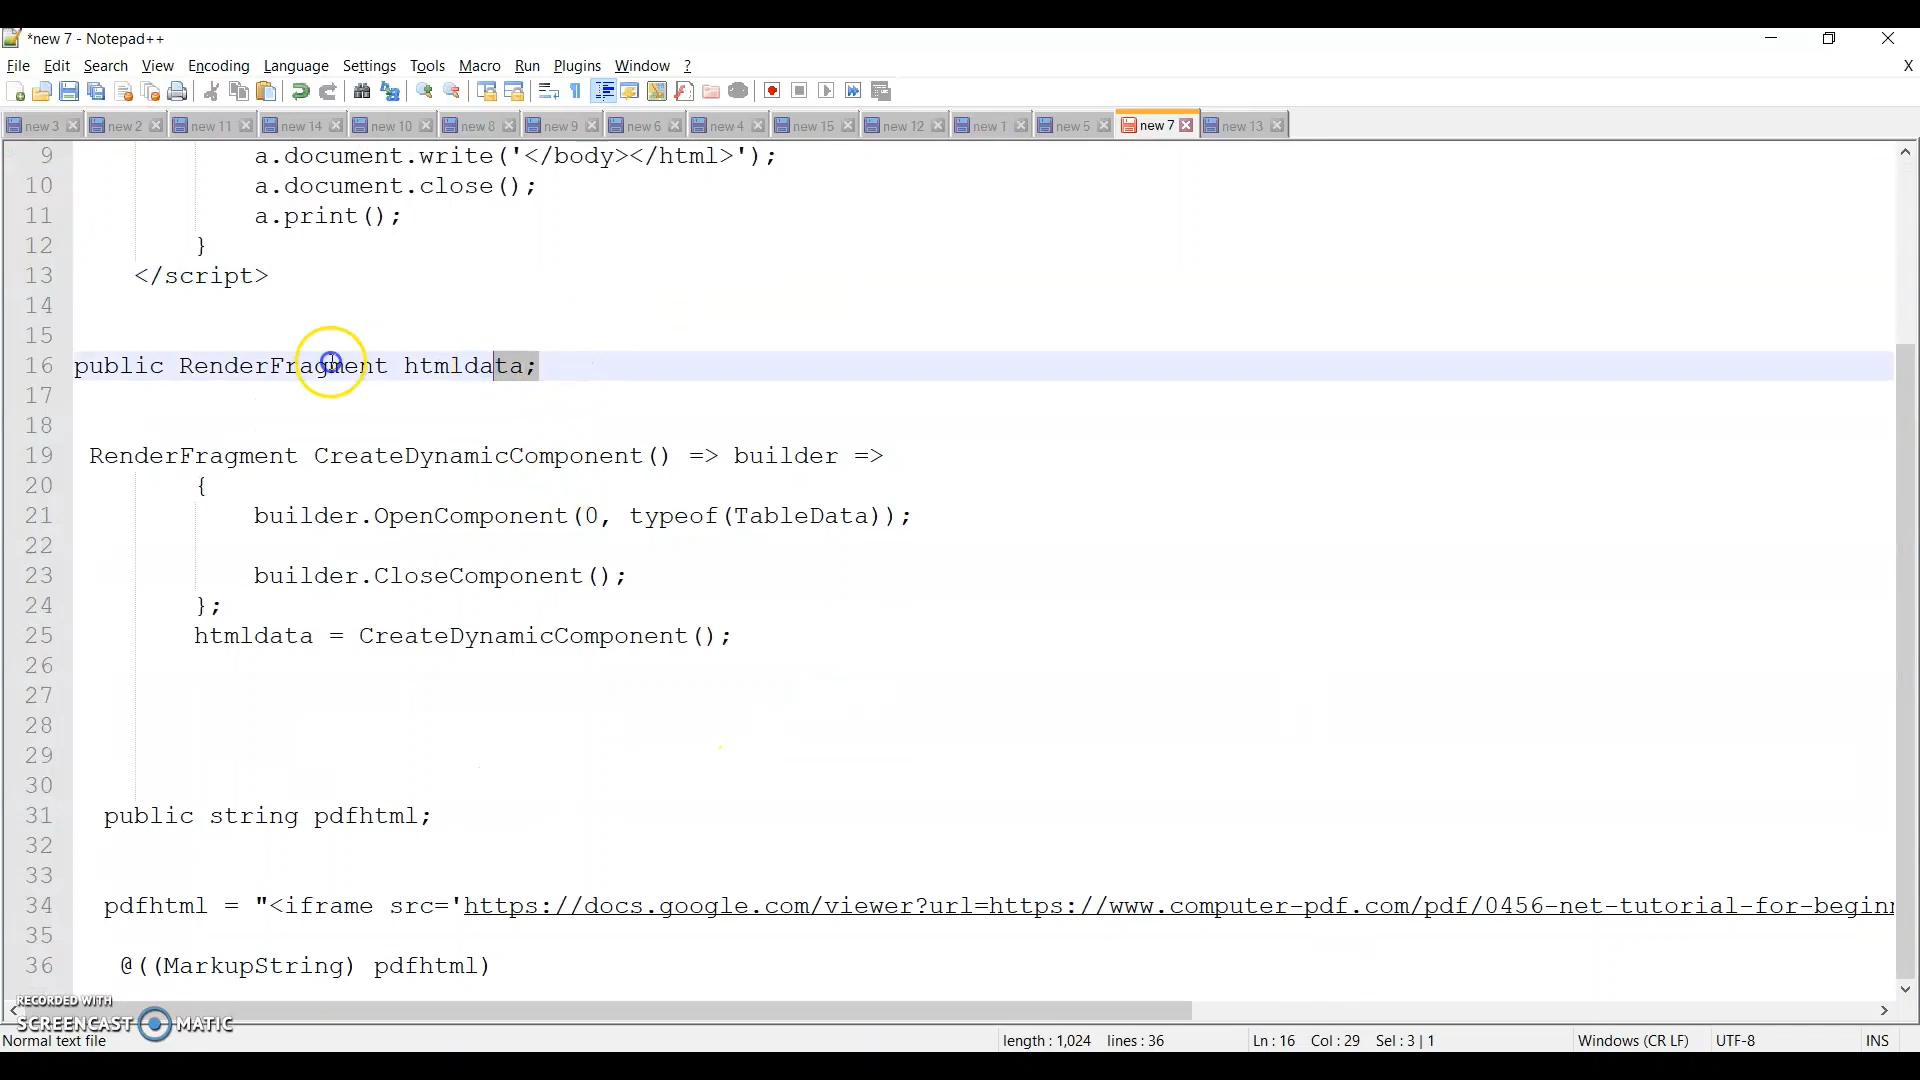 *new 7 - Notepad++
File Edit Search View Encoding Language Settings Tools Macro Run Plugins Window ? X
new 3 new 2 new 11 new 14 new 10 new 8 new 9 new 6 new 4 new 15 new 12 new 1 new 5 new 7 new 13
9 a.document.write('</body></html>');
10 a.document.close();
11 a.print();
12 }
13 </script>
14
15
16 public RenderFragment htmldata;
17
18
19 RenderFragment CreateDynamicComponent() => builder =>
20 {
21 builder.OpenComponent(0, typeof(TableData));
22
23 builder.CloseComponent();
24 };
25 htmldata = CreateDynamicComponent();
26
27
28
29
30
31 public string pdfhtml;
32
33
34 pdfhtml = "<iframe src='https://docs.google.com/viewer?url=https://www.computer-pdf.com/pdf/0456-net-tutorial-for-begin
35
36 @((MarkupString) pdfhtml)
RECORDED WITH
SCREENCAST MATIC
Normal text file length : 1,024 lines : 36 Ln : 16 Col : 29 Sel : 3 | 1 Windows (CR LF) UTF-8 INS